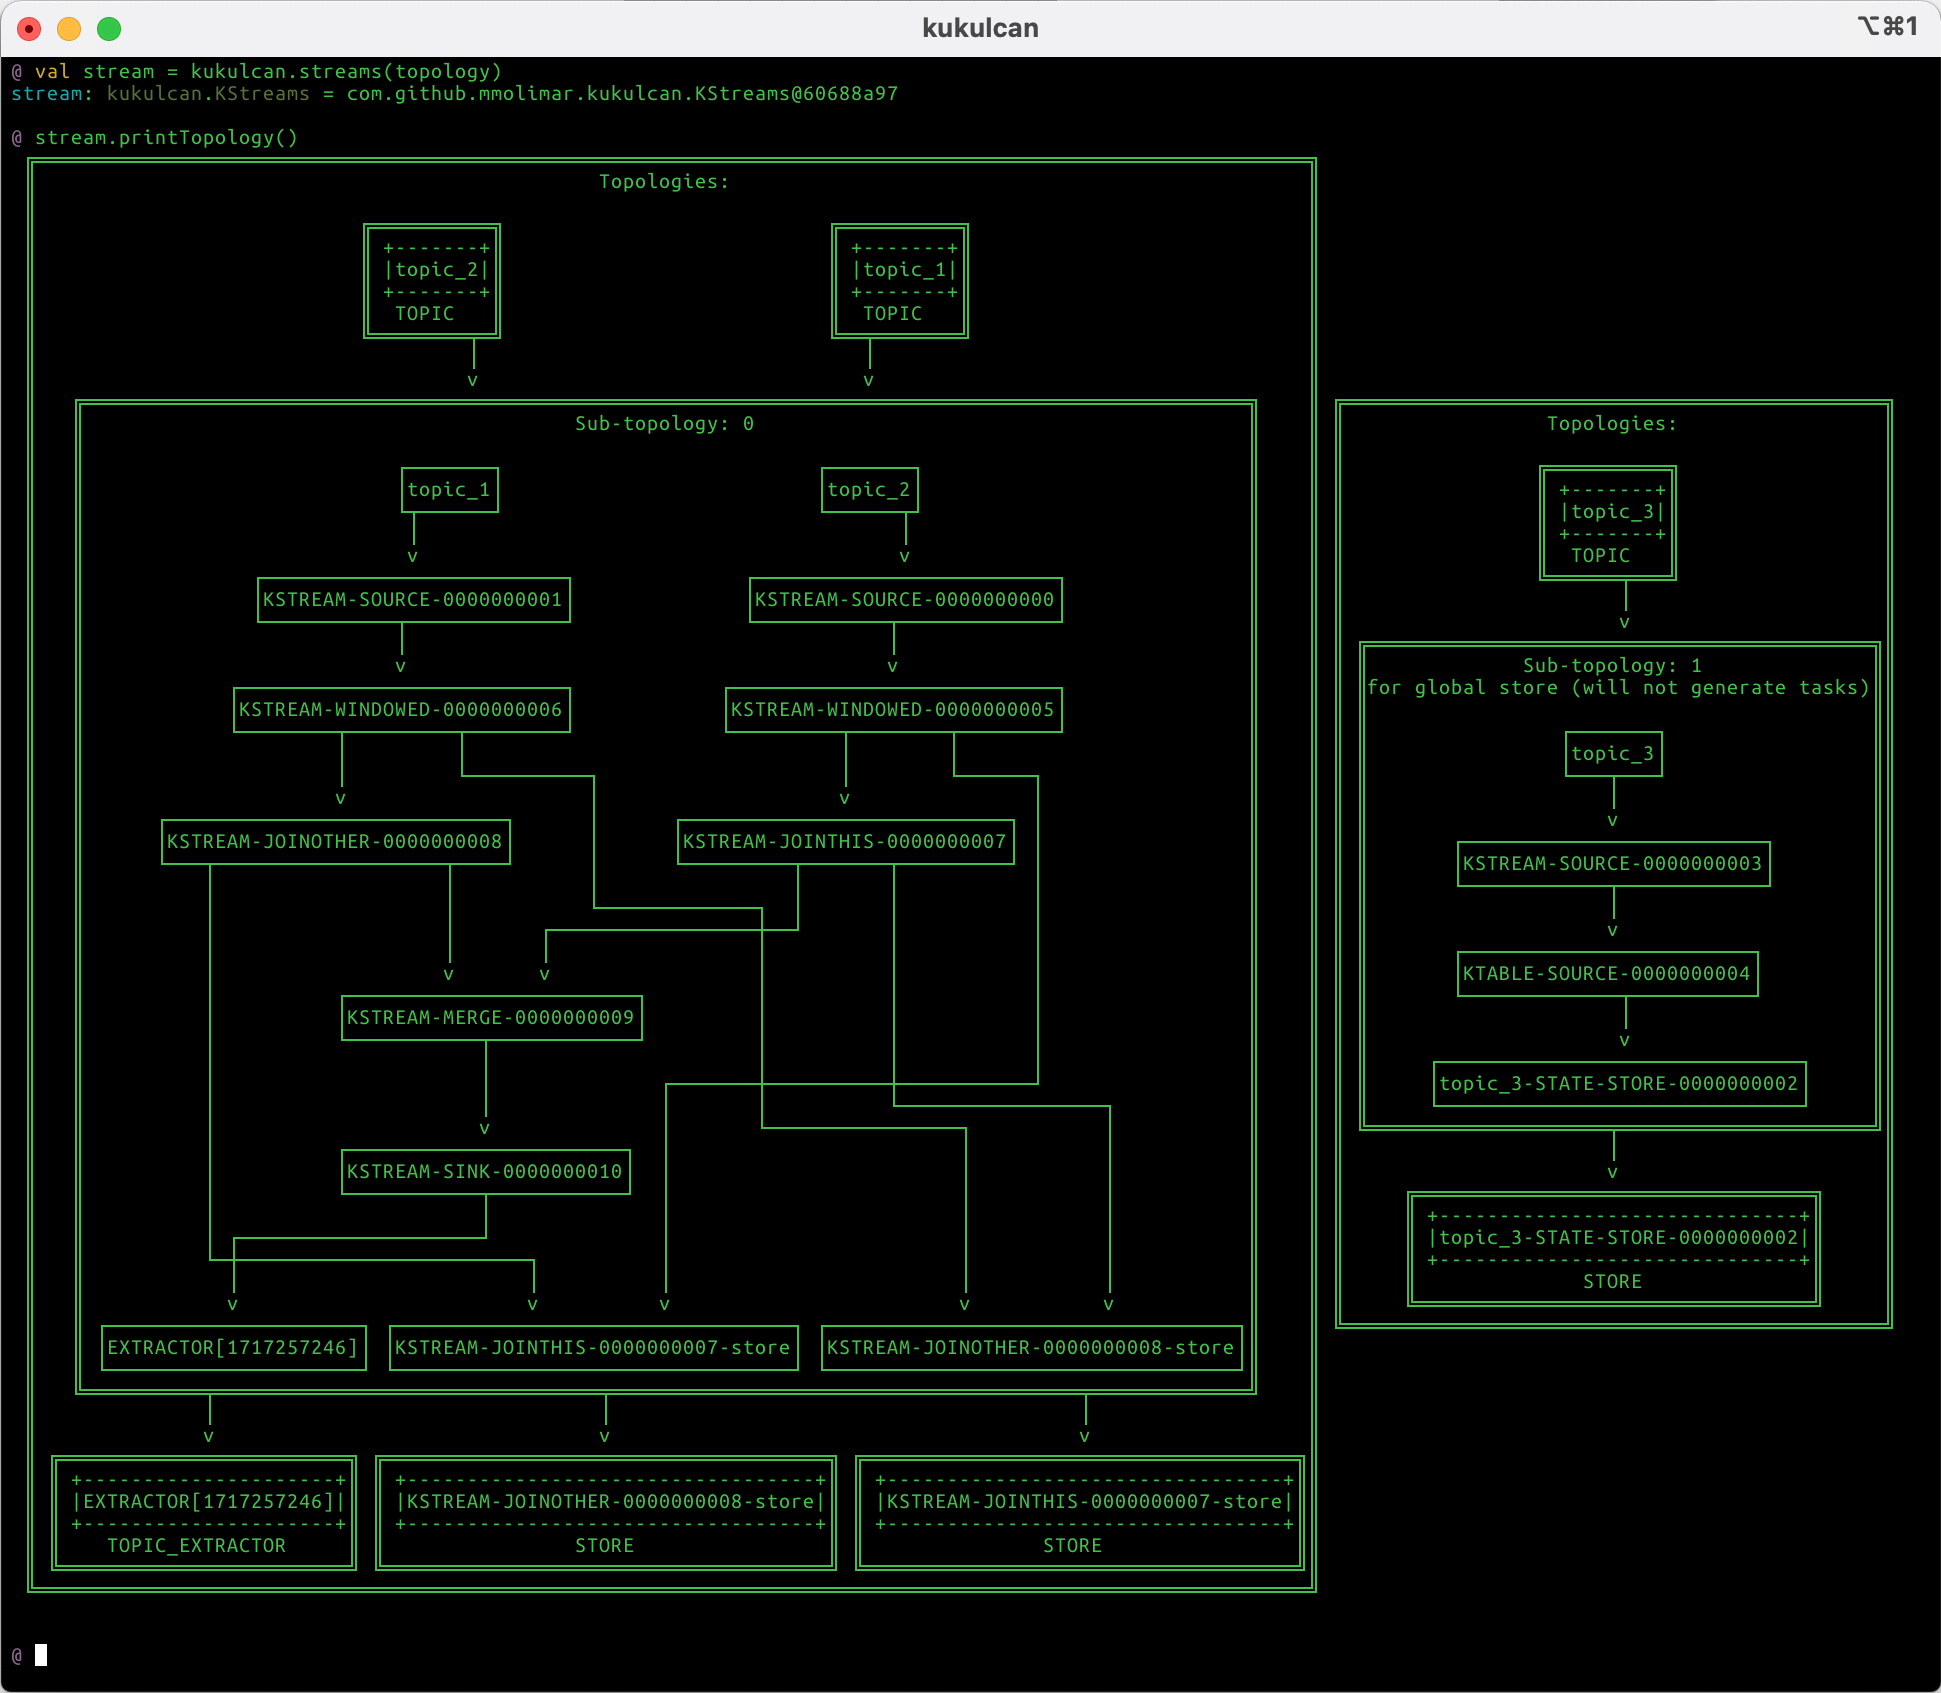 kukulcan
⌥⌘1
@ val stream = kukulcan.streams(topology)
stream: kukulcan.KStreams = com.github.mmolimar.kukulcan.KStreams@60688a97
@ stream.printTopology()
Topologies:
topic_2
TOPIC
topic_1
TOPIC
Sub-topology: 0
topic_1
topic_2
KSTREAM-SOURCE-0000000001
KSTREAM-SOURCE-0000000000
KSTREAM-WINDOWED-0000000006
KSTREAM-WINDOWED-0000000005
KSTREAM-JOINOTHER-0000000008
KSTREAM-JOINTHIS-0000000007
KSTREAM-MERGE-0000000009
KSTREAM-SINK-0000000010
EXTRACTOR[1717257246]
KSTREAM-JOINTHIS-0000000007-store
KSTREAM-JOINOTHER-0000000008-store
EXTRACTOR[1717257246]
TOPIC_EXTRACTOR
KSTREAM-JOINOTHER-0000000008-store
STORE
KSTREAM-JOINTHIS-0000000007-store
STORE
Topologies:
topic_3
TOPIC
Sub-topology: 1
for global store (will not generate tasks)
topic_3
KSTREAM-SOURCE-0000000003
KTABLE-SOURCE-0000000004
topic_3-STATE-STORE-0000000002
topic_3-STATE-STORE-0000000002
STORE
@